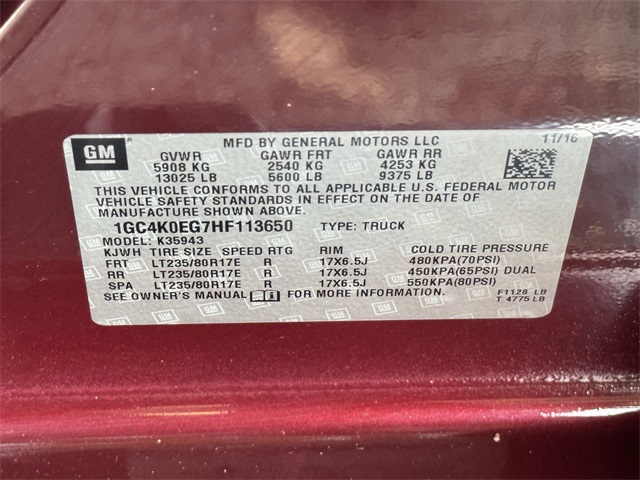 GM MFD BY GENERAL MOTORS LLC 11/16
GVWR GAWR FRT GAWR RR
5908 KG 2540 KG 4253 KG
13025 LB 5600 LB 9375 LB
THIS VEHICLE CONFORMS TO ALL APPLICABLE U.S. FEDERAL MOTOR
VEHICLE SAFETY STANDARDS IN EFFECT ON THE DATE OF
MANUFACTURE SHOWN ABOVE.
1GC4K0EG7HF113650 TYPE: TRUCK
MODEL: K35943
KJWH TIRE SIZE SPEED RTG RIM COLD TIRE PRESSURE
FRT LT235/80R17E R 17X6.5J 480KPA(70PSI)
RR LT235/80R17E R 17X6.5J 450KPA(65PSI) DUAL
SPA LT235/80R17E R 17X6.5J 550KPA(80PSI)
SEE OWNER'S MANUAL FOR MORE INFORMATION. F1128 LB
T 4775 LB